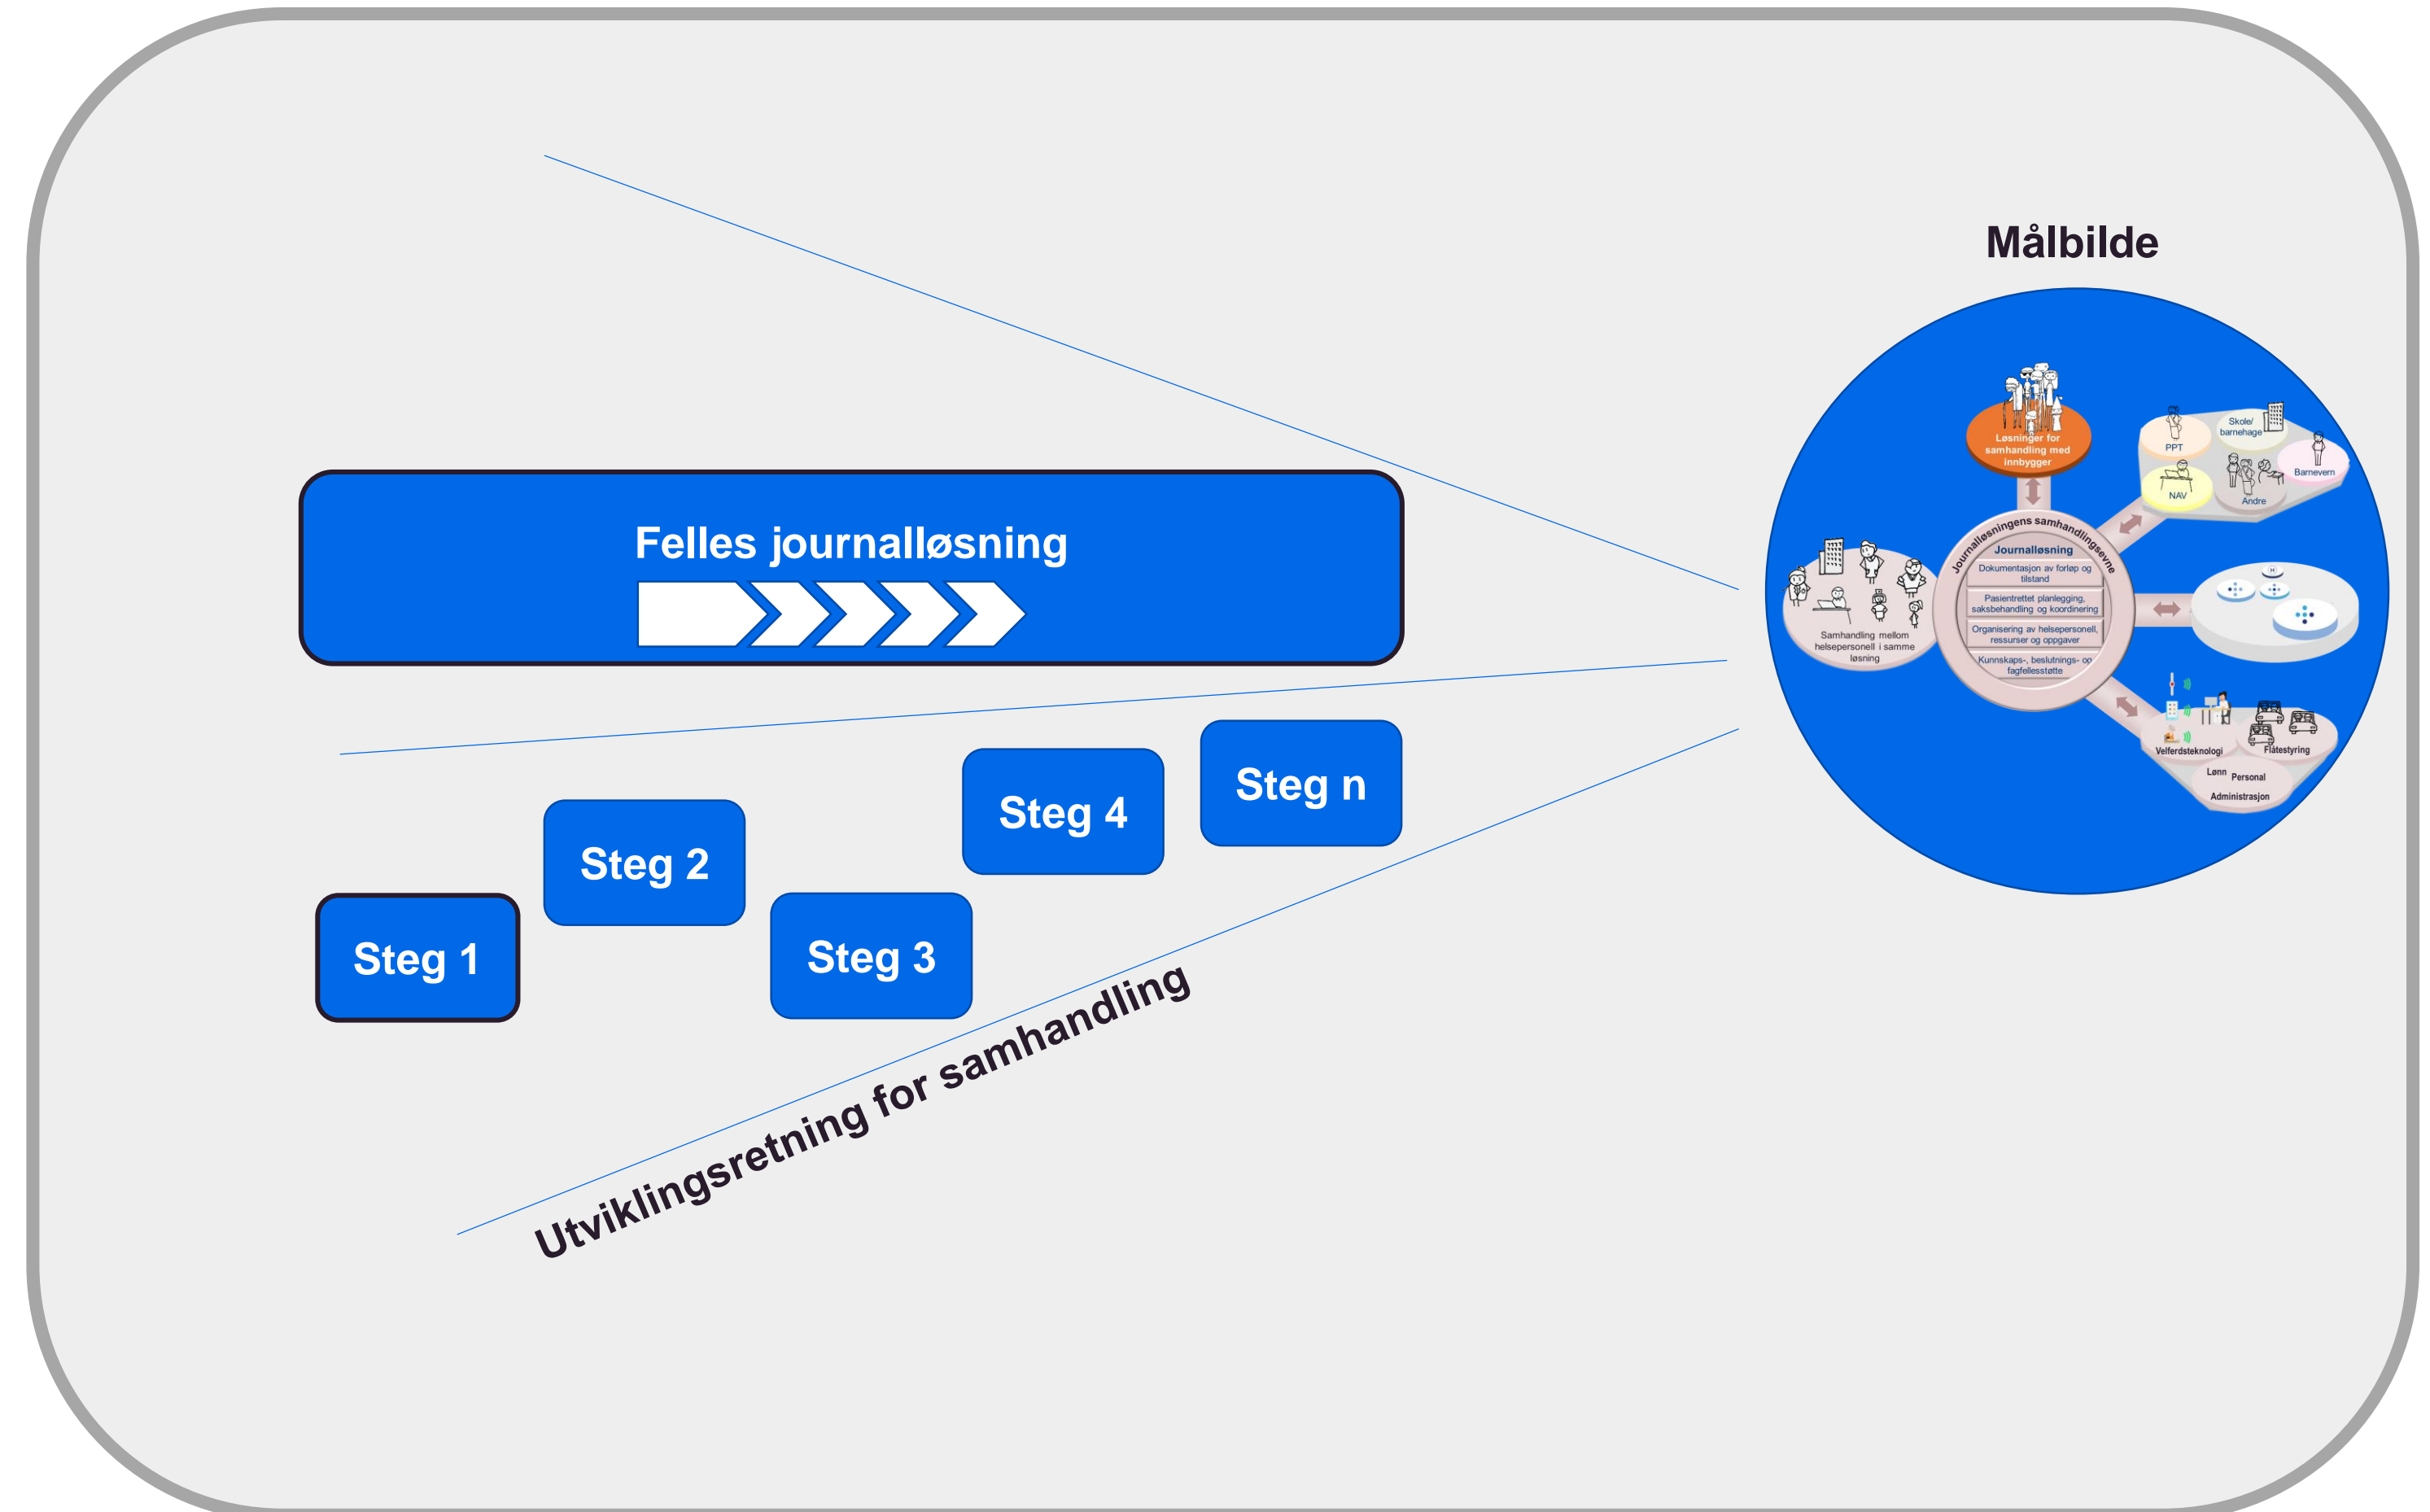 Målbilde
Felles journalløsning
Steg 1
Steg 2
Steg 3
Steg 4
Steg n
Utviklingsretning for samhandling
Løsninger for
samhandling med
innbygger
PPT
Skole/
barnehage
Barnevern
NAV
Andre
Journalløsningens samhandlingsevne
Journalløsning
Dokumentasjon av forløp og
tilstand
Pasientrettet planlegging,
saksbehandling og koordinering
Organisering av helsepersonell,
ressurser og oppgaver
Kunnskaps-, beslutnings- og
fagfellesstøtte
Samhandling mellom
helsepersonell i samme
løsning
H
Velferdsteknologi
Flåtestyring
Lønn
Personal
Administrasjon